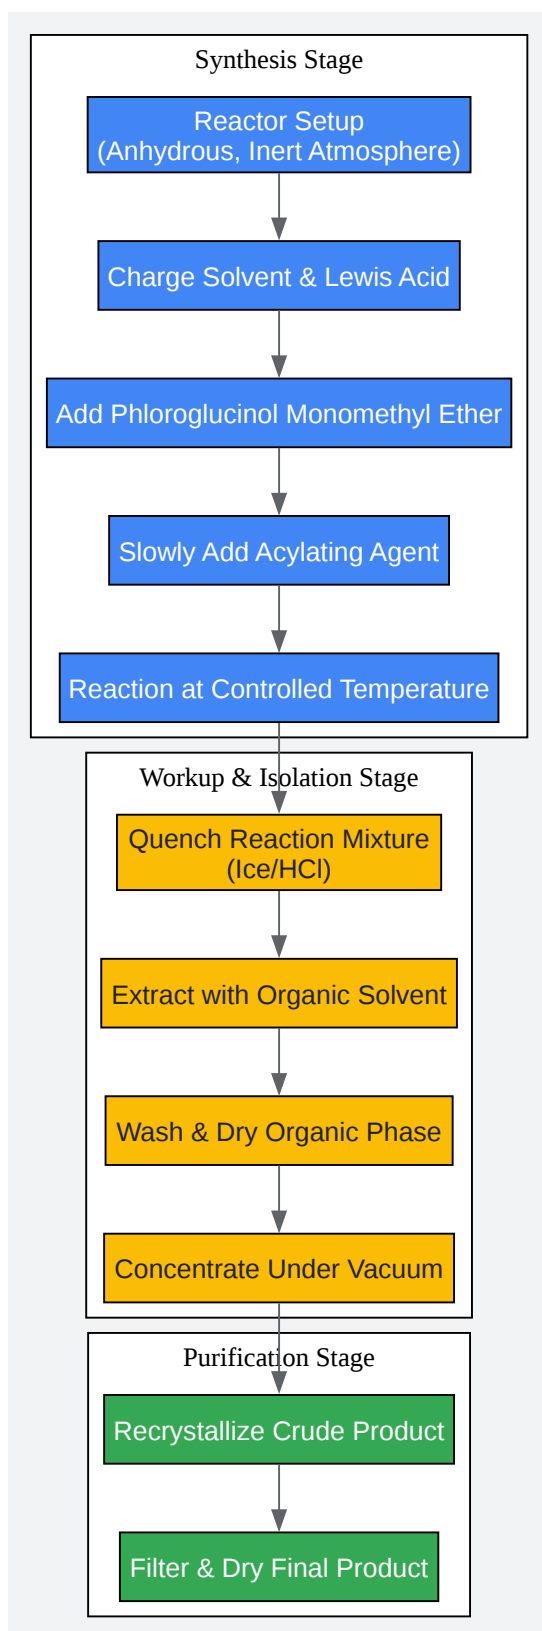 Synthesis Stage
Reactor Setup
(Anhydrous, Inert Atmosphere)
Charge Solvent & Lewis Acid
Add Phloroglucinol Monomethyl Ether
Slowly Add Acylating Agent
Reaction at Controlled Temperature
Workup & Isolation Stage
Quench Reaction Mixture
(Ice/HCl)
Extract with Organic Solvent
Wash & Dry Organic Phase
Concentrate Under Vacuum
Purification Stage
Recrystallize Crude Product
Filter & Dry Final Product